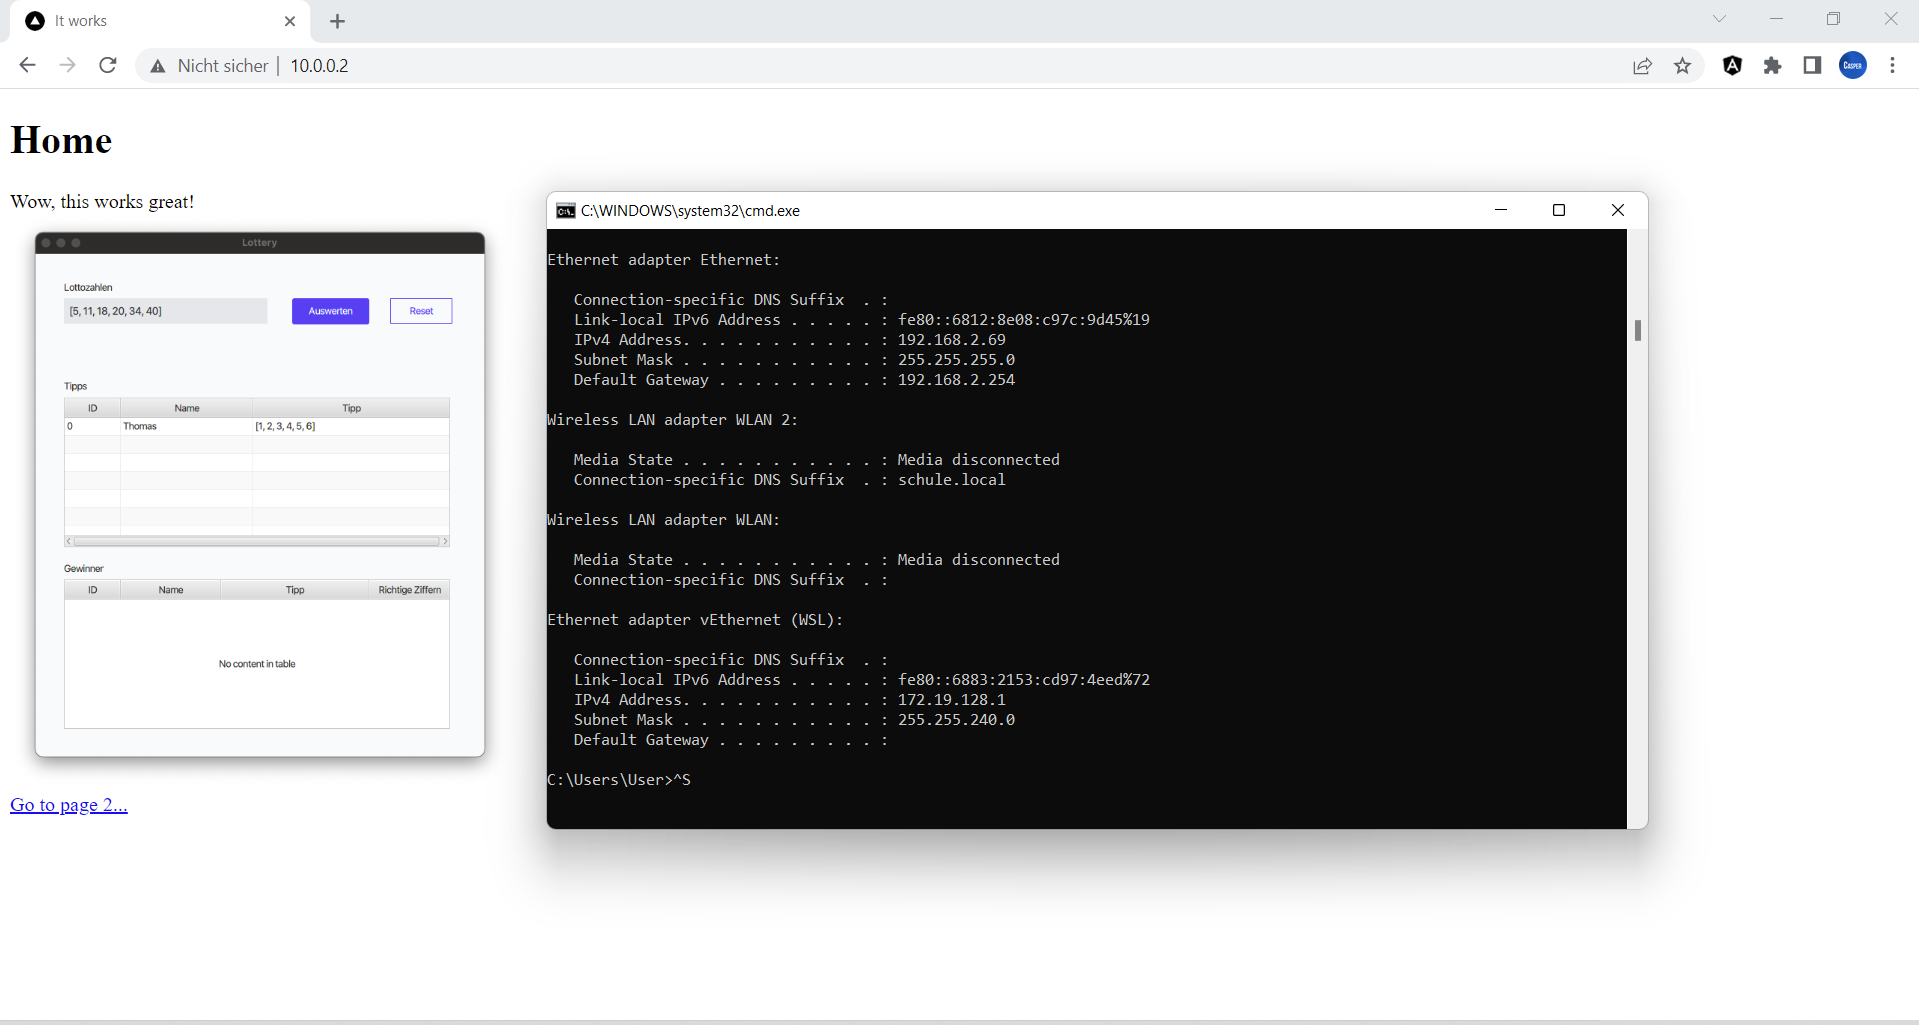 It works
Nicht sicher | 10.0.0.2
CASPER
Home
Wow, this works great!
Lottery
Lottozahlen
[5, 11, 18, 20, 34, 40]
Auswerten
Reset
Tipps
ID Name Tipp
0 Thomas [1, 2, 3, 4, 5, 6]
Gewinner
ID Name Tipp Richtige Ziffern
No content in table
Go to page 2...
C:\WINDOWS\system32\cmd.exe
Ethernet adapter Ethernet:
Connection-specific DNS Suffix . :
Link-local IPv6 Address . . . . . : fe80::6812:8e08:c97c:9d45%19
IPv4 Address. . . . . . . . . . . : 192.168.2.69
Subnet Mask . . . . . . . . . . . : 255.255.255.0
Default Gateway . . . . . . . . . : 192.168.2.254
Wireless LAN adapter WLAN 2:
Media State . . . . . . . . . . . : Media disconnected
Connection-specific DNS Suffix . : schule.local
Wireless LAN adapter WLAN:
Media State . . . . . . . . . . . : Media disconnected
Connection-specific DNS Suffix . :
Ethernet adapter vEthernet (WSL):
Connection-specific DNS Suffix . :
Link-local IPv6 Address . . . . . : fe80::6883:2153:cd97:4eed%72
IPv4 Address. . . . . . . . . . . : 172.19.128.1
Subnet Mask . . . . . . . . . . . : 255.255.240.0
Default Gateway . . . . . . . . . :
C:\Users\User>^S